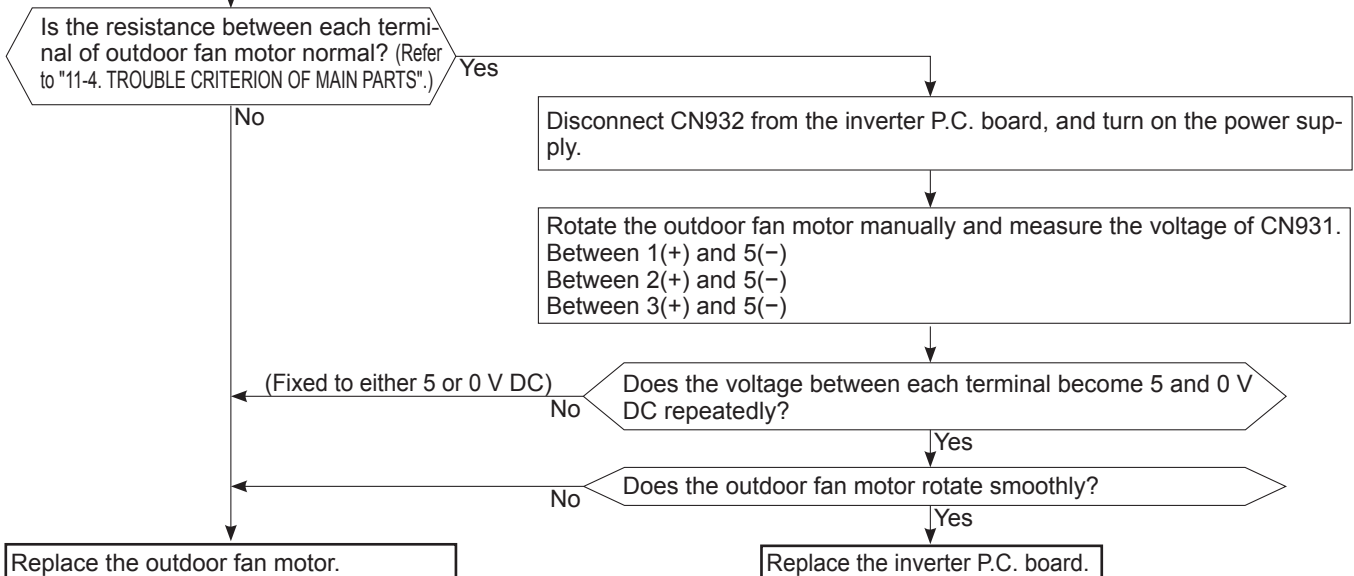 Is the resistance between each termi-
nal of outdoor fan motor normal? (Refer
to "11-4. TROUBLE CRITERION OF MAIN PARTS".)
Yes
No
Disconnect CN932 from the inverter P.C. board, and turn on the power sup-
ply.
Rotate the outdoor fan motor manually and measure the voltage of CN931.
Between 1(+) and 5(−)
Between 2(+) and 5(−)
Between 3(+) and 5(−)
(Fixed to either 5 or 0 V DC)
No
Does the voltage between each terminal become 5 and 0 V
DC repeatedly?
Yes
No
Does the outdoor fan motor rotate smoothly?
Yes
Replace the outdoor fan motor.
Replace the inverter P.C. board.